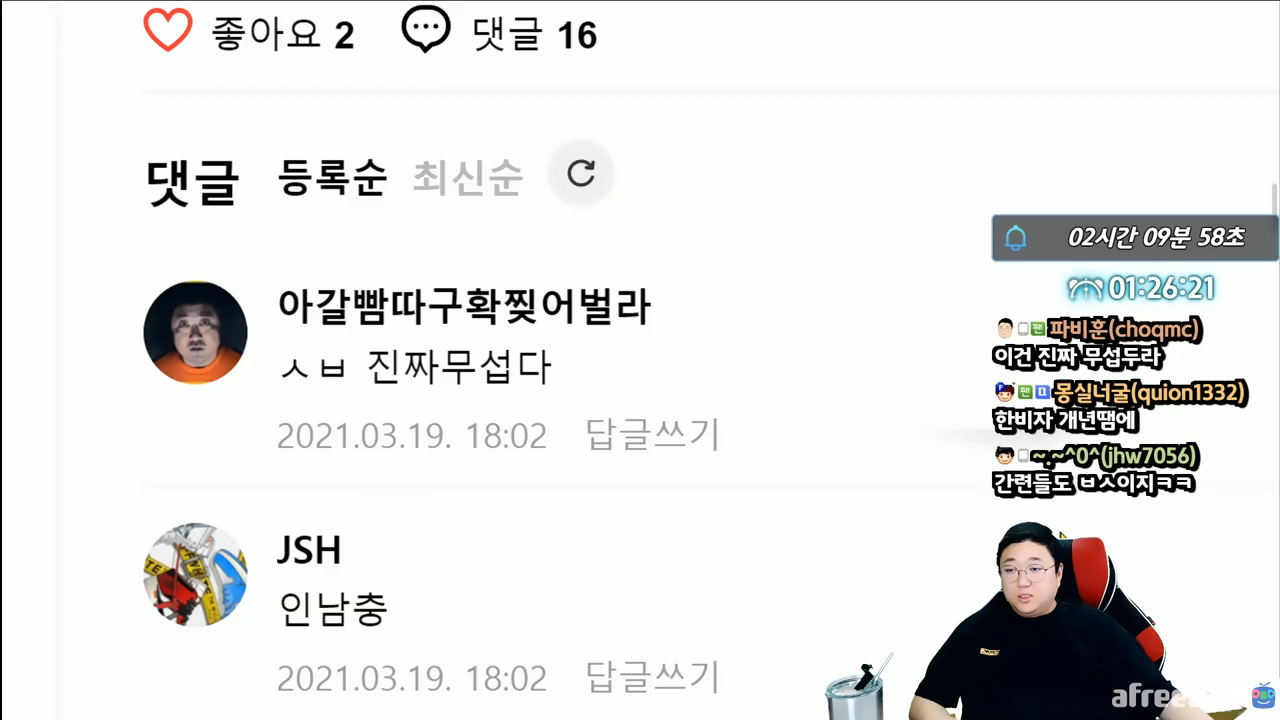 좋아요 2 댓글 16
댓글 등록순 최신순
아갈빰따구확찢어벌라
ㅅㅂ 진짜무섭다
2021.03.19. 18:02 답글쓰기
JSH
인남충
2021.03.19. 18:02 답글쓰기
02시간 09분 58초
01:26:21
팬 파비훈(choqmc)
이건 진짜 무섭두라
팬 몽실너굴(quion1332)
한비자 개년땜에
~.~^0^(jhw7056)
간련들도 ㅂㅅ이지ㅋㅋ